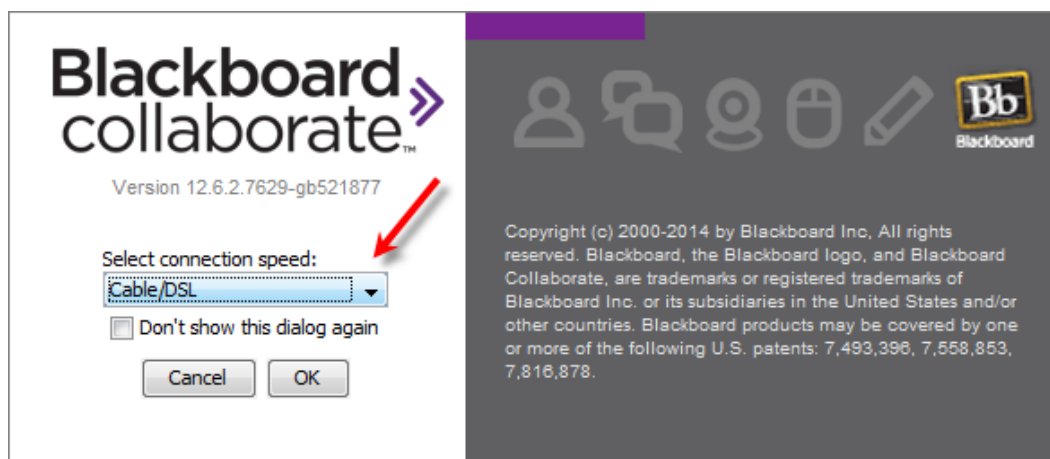 Blackboard
collaborate™
Version 12.6.2.7629-gb521877
Select connection speed:
Cable/DSL
Don't show this dialog again
Cancel OK
Bb
Blackboard
Copyright (c) 2000-2014 by Blackboard Inc, All rights
reserved. Blackboard, the Blackboard logo, and Blackboard
Collaborate, are trademarks or registered trademarks of
Blackboard Inc. or its subsidiaries in the United States and/or
other countries. Blackboard products may be covered by one
or more of the following U.S. patents: 7,493,396, 7,558,853,
7,816,878.